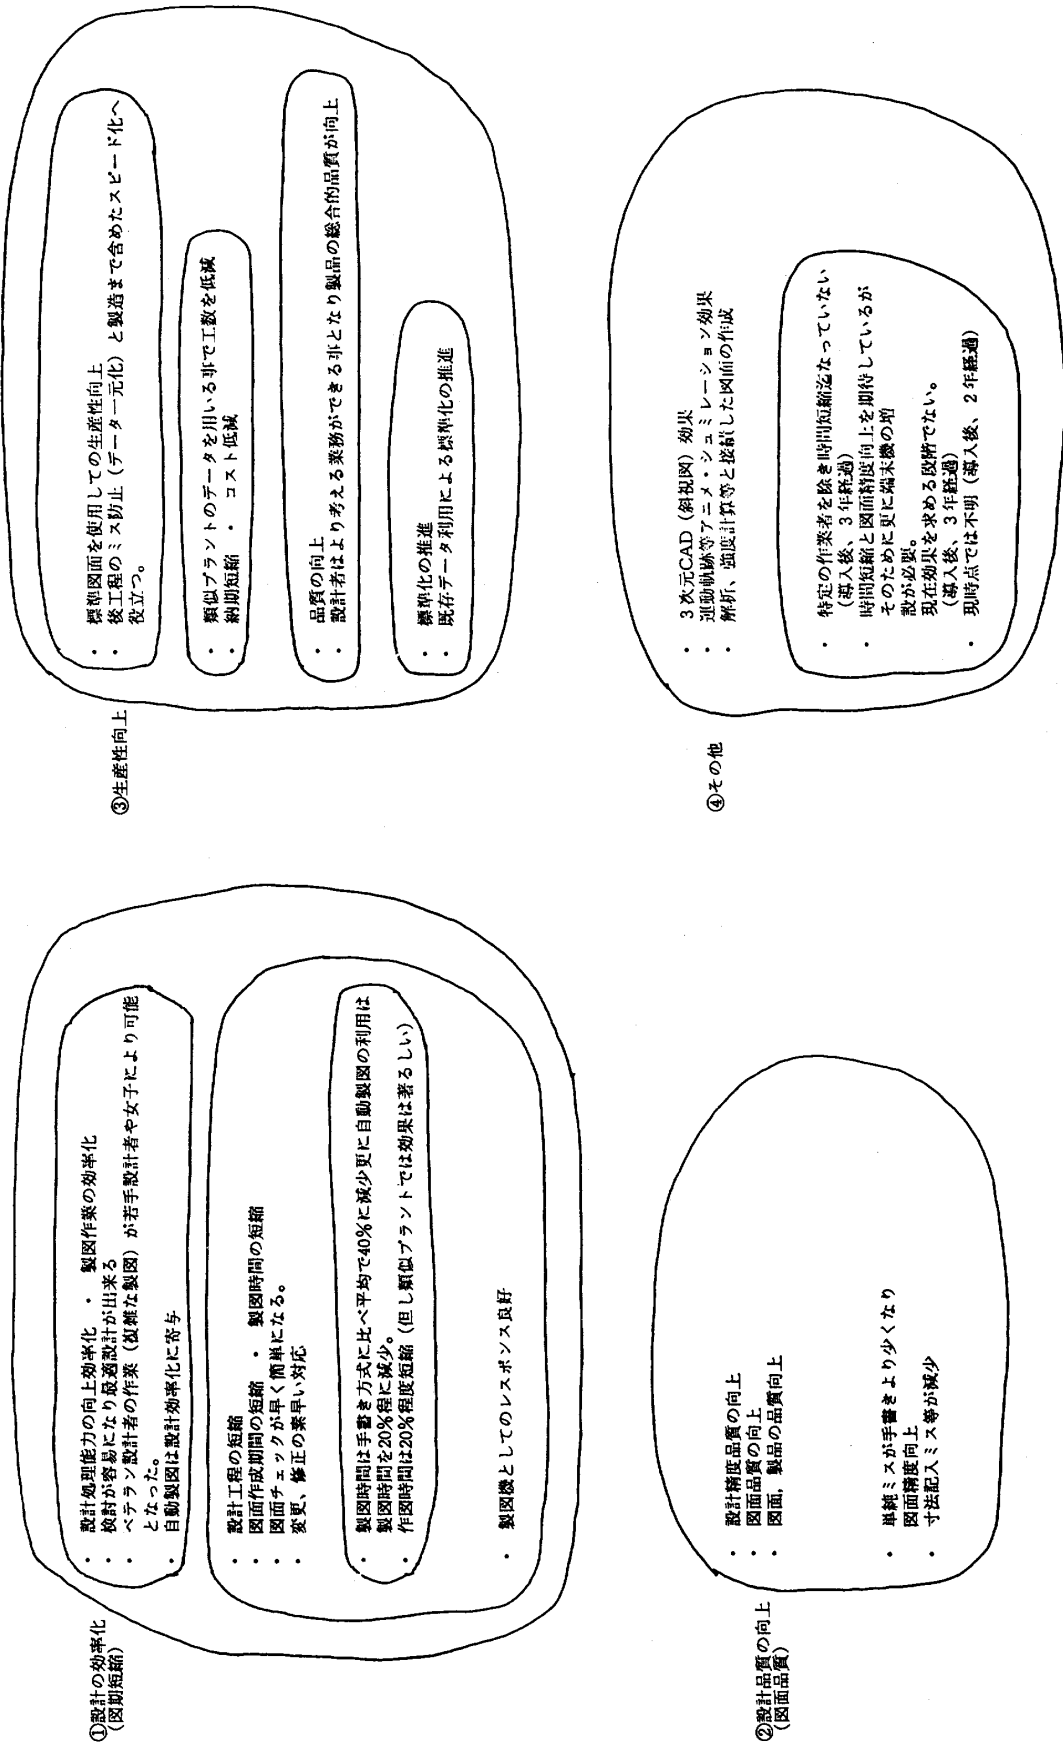 ①設計の効率化
(図期短縮)
・ 設計処理能力の向上効率化 ・ 製図作業の効率化
・ 検討が容易になり最適設計が出来る
・ ベテラン設計者の作業（複雑な製図）が若手設計者や女子により可能
となった。
・ 自動製図は設計効率化に寄与
・ 設計工程の短縮
・ 図面作成期間の短縮 ・ 製図時間の短縮
・ 図面チェックが早く簡単になる。
・ 変更、修正の素早い対応
・ 製図時間は手書き方式に比べ平均で40％に減少更に自動製図の利用は
製図時間を20％程に減少。
・ 作図時間は20％程度短縮（但し類似プラントでは効果は著るしい）
・ 製図機としてのレスポンス良好
②設計品質の向上
(図面品質)
・ 設計精度品質の向上
・ 図面品質の向上
・ 図面，製品の品質向上
・ 単純ミスが手書きより少くなり
図面精度向上
・ 寸法記入ミス等が減少
③生産性向上
・ 標準図面を使用しての生産性向上
・ 後工程のミス防止（データ一元化）と製造まで含めたスピード化へ
役立つ。
・ 類似プラントのデータを用いる事で工数を低減
・ 納期短縮 ・ コスト低減
・ 品質の向上
・ 設計者はより考える業務ができる事となり製品の総合的品質が向上
・ 標準化の推進
・ 既存データ利用による標準化の推進
④その他
・ 3次元CAD（斜視図）効果
・ 運動軌跡等アニメ・シュミレーション効果
・ 解析、強度計算等と接続した図面の作成
・ 特定の作業者を除き時間短縮迄なっていない
（導入後、3年経過）
・ 時間短縮と図面精度向上を期待しているが
そのために更に端末機の増
設が必要。
現在効果を求める段階でない。
（導入後、3年経過）
・ 現時点では不明（導入後、2年経過）